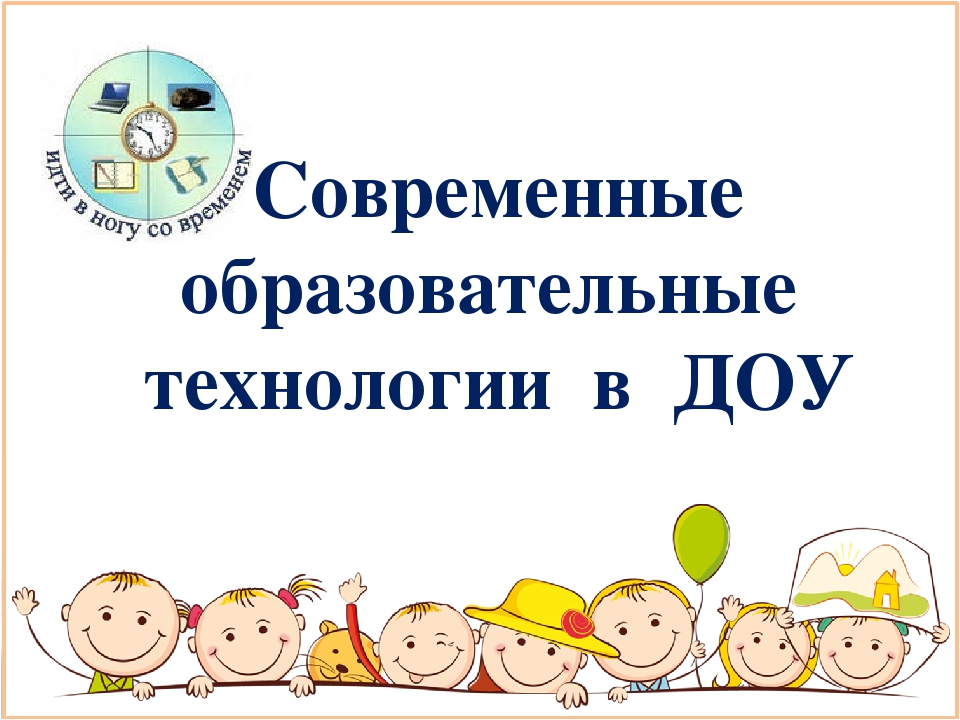 идти в ногу со временем
Современные
образовательные
технологии в ДОУ